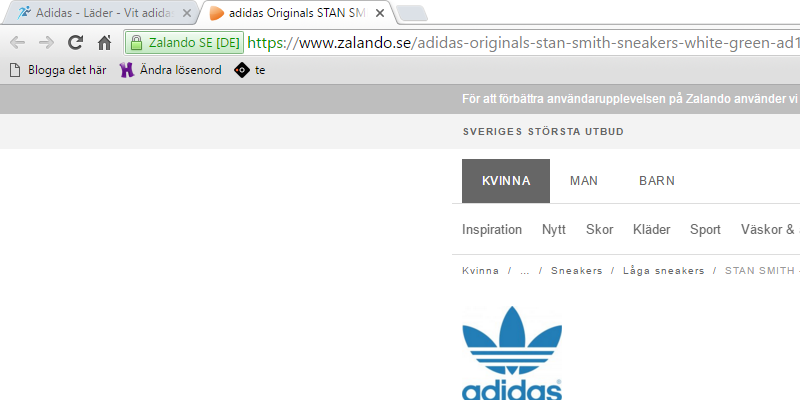 Adidas - Läder - Vit adidas
adidas Originals STAN SMI
Zalando SE [DE] https://www.zalando.se/adidas-originals-stan-smith-sneakers-white-green-ad1
Blogga det här Ändra lösenord te
För att förbättra användarupplevelsen på Zalando använder vi
SVERIGES STÖRSTA UTBUD
KVINNA MAN BARN
Inspiration Nytt Skor Kläder Sport Väskor &
Kvinna / ... / Sneakers / Låga sneakers / STAN SMITH -
adidas